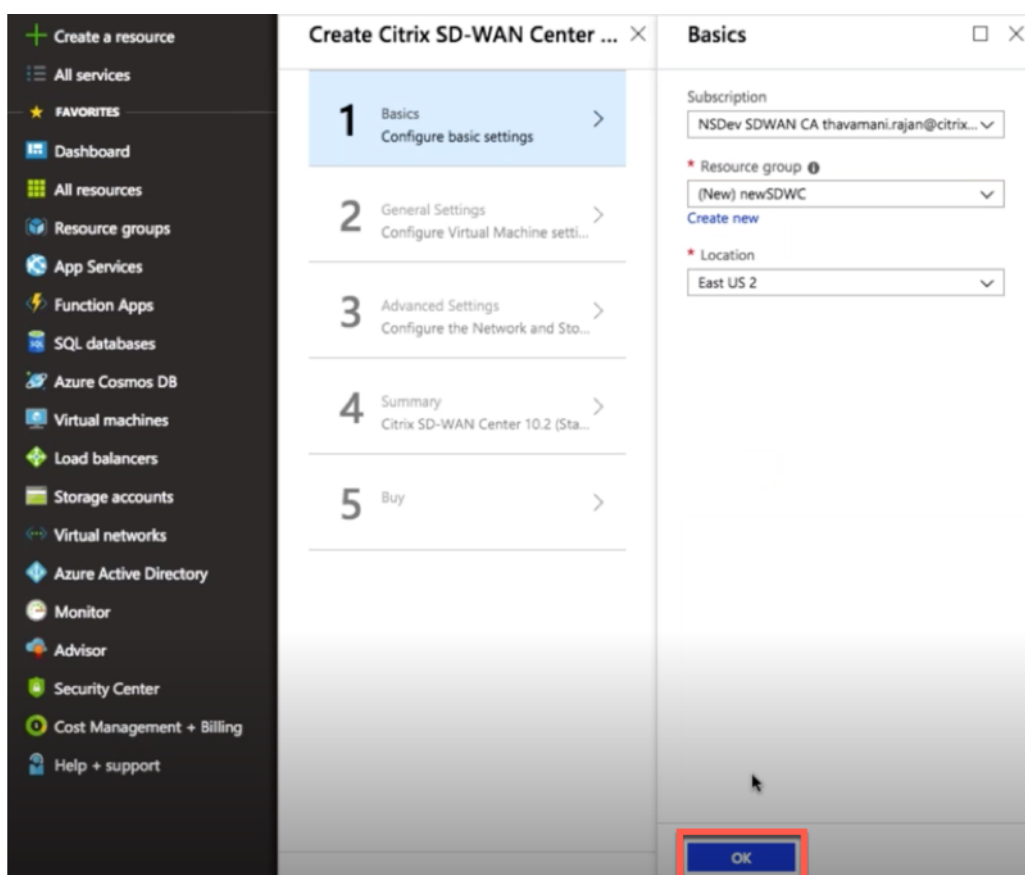 Create a resource
All services
FAVORITES
Dashboard
All resources
Resource groups
App Services
Function Apps
SQL databases
Azure Cosmos DB
Virtual machines
Load balancers
Storage accounts
Virtual networks
Azure Active Directory
Monitor
Advisor
Security Center
Cost Management + Billing
Help + support
Create Citrix SD-WAN Center ...
1
Basics
Configure basic settings
2
General Settings
Configure Virtual Machine setti...
3
Advanced Settings
Configure the Network and Sto...
4
Summary
Citrix SD-WAN Center 10.2 (Sta...
5
Buy
Basics
Subscription
NSDev SDWAN CA thavamani.rajan@citrix...
* Resource group
(New) newSDWC
Create new
* Location
East US 2
OK